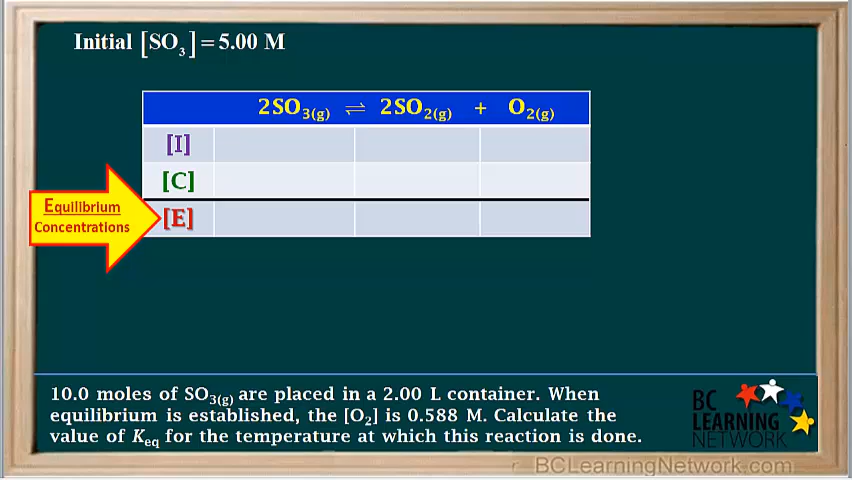 Initial [SO₃] = 5.00 M
2SO₃(g) ⇌ 2SO₂(g) + O₂(g)
[I]
[C]
Equilibrium
Concentrations
[E]
10.0 moles of SO₃(g) are placed in a 2.00 L container. When
equilibrium is established, the [O₂] is 0.588 M. Calculate the
value of Keq for the temperature at which this reaction is done.
BC
LEARNING
NETWORK
BCLearningNetwork.com